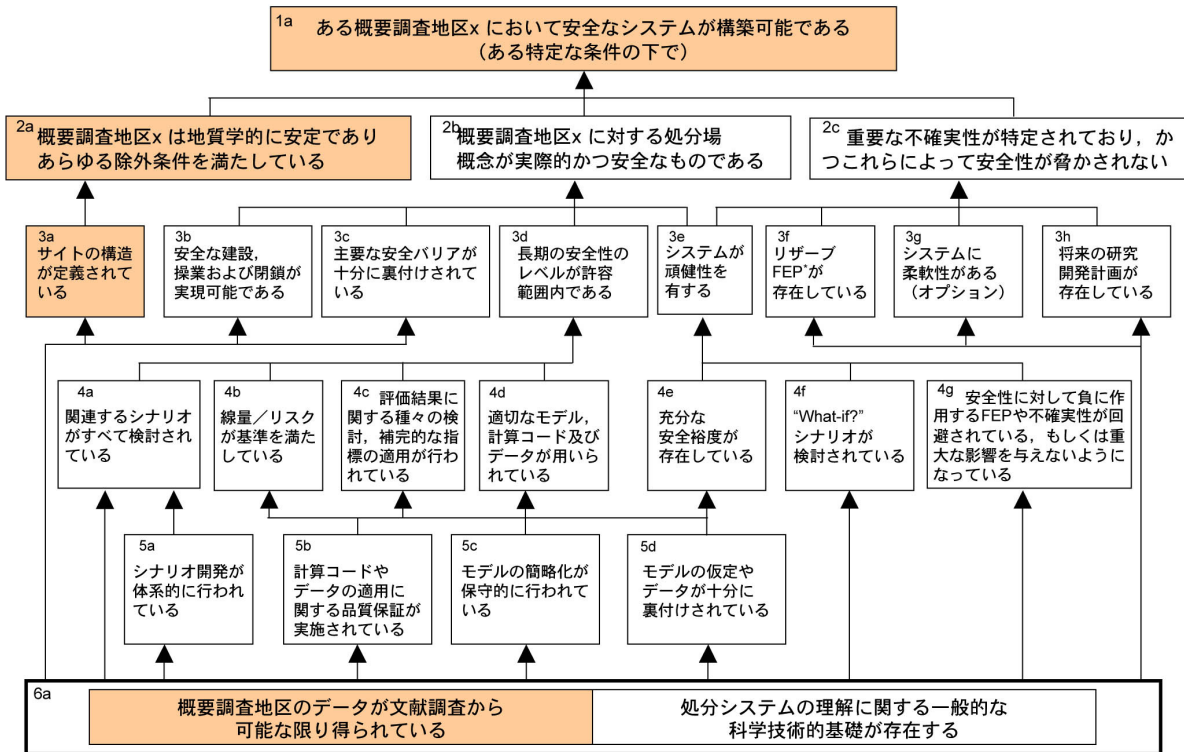 1a
ある概要調査地区x において安全なシステムが構築可能である
（ある特定な条件の下で）
2a
概要調査地区x は地質学的に安定であり
あらゆる除外条件を満たしている
2b
概要調査地区x に対する処分場
概念が実際的かつ安全なものである
2c
重要な不確実性が特定されており，か
つこれらによって安全性が脅かされない
3a
サイトの構造
が定義されて
いる
3b
安全な建設，
操業および閉鎖が
実現可能である
3c
主要な安全バリアが
十分に裏付けされて
いる
3d
長期の安全性の
レベルが許容
範囲内である
3e
システムが
頑健性を
有する
3f
リザーブ
FEP*が
存在している
3g
システムに
柔軟性がある
（オプション）
3h
将来の研究
開発計画が
存在している
4a
関連するシナリオ
がすべて検討され
ている
4b
線量／リスク
が基準を満た
している
4c
評価結果に
関する種々の検
討，補完的な指
標の適用が行わ
れている
4d
適切なモデル，
計算コード及び
データが用いら
れている
4e
充分な
安全裕度が
存在している
4f
“What-if?”
シナリオが
検討されている
4g
安全性に対して負に作
用するFEPや不確実性が回
避されている，もしくは重
大な影響を与えないように
なっている
5a
シナリオ開発が
体系的に行われ
ている
5b
計算コードや
データの適用に
関する品質保証が
実施されている
5c
モデルの簡略化が
保守的に行われて
いる
5d
モデルの仮定や
データが十分に
裏付けされている
6a
概要調査地区のデータが文献調査から
可能な限り得られている
処分システムの理解に関する一般的な
科学技術的基礎が存在する